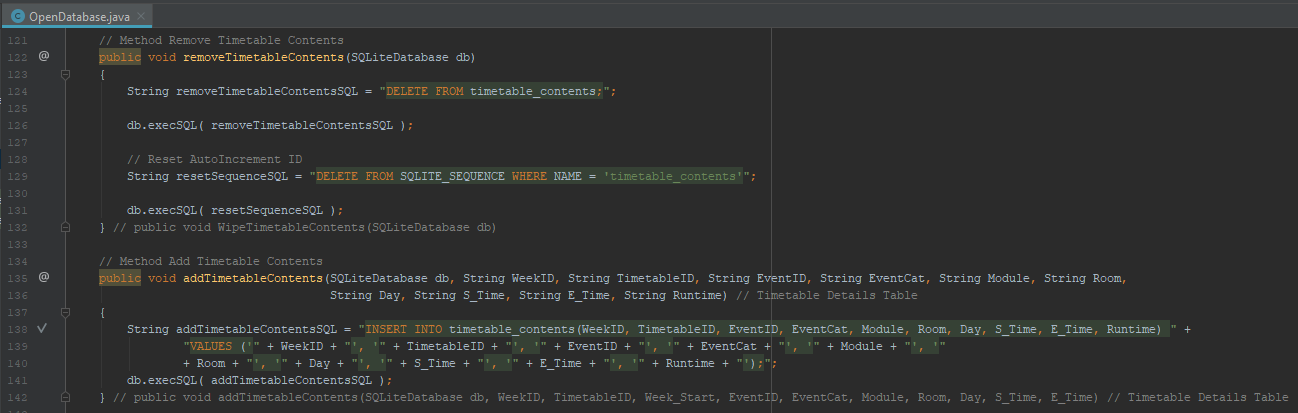 OpenDatabase.java
121 // Method Remove Timetable Contents
122 @ public void removeTimetableContents(SQLiteDatabase db)
123 {
124 String removeTimetableContentsSQL = "DELETE FROM timetable_contents;";
125
126 db.execSQL( removeTimetableContentsSQL );
127
128 // Reset AutoIncrement ID
129 String resetSequenceSQL = "DELETE FROM SQLITE_SEQUENCE WHERE NAME = 'timetable_contents'";
130
131 db.execSQL( resetSequenceSQL );
132 } // public void WipeTimetableContents(SQLiteDatabase db)
133
134 // Method Add Timetable Contents
135 @ public void addTimetableContents(SQLiteDatabase db, String WeekID, String TimetableID, String EventID, String EventCat, String Module, String Room,
136 String Day, String S_Time, String E_Time, String Runtime) // Timetable Details Table
137 {
138 String addTimetableContentsSQL = "INSERT INTO timetable_contents(WeekID, TimetableID, EventID, EventCat, Module, Room, Day, S_Time, E_Time, Runtime) " +
139 "VALUES ('" + WeekID + "', '" + TimetableID + "', '" + EventID + "', '" + EventCat + "', '" + Module + "', '"
140 + Room + "', '" + Day + "', '" + S_Time + "', '" + E_Time + "', '" + Runtime + "');";
141 db.execSQL( addTimetableContentsSQL );
142 } // public void addTimetableContents(SQLiteDatabase db, WeekID, TimetableID, Week_Start, EventID, EventCat, Module, Room, Day, S_Time, E_Time) // Timetable Details Table